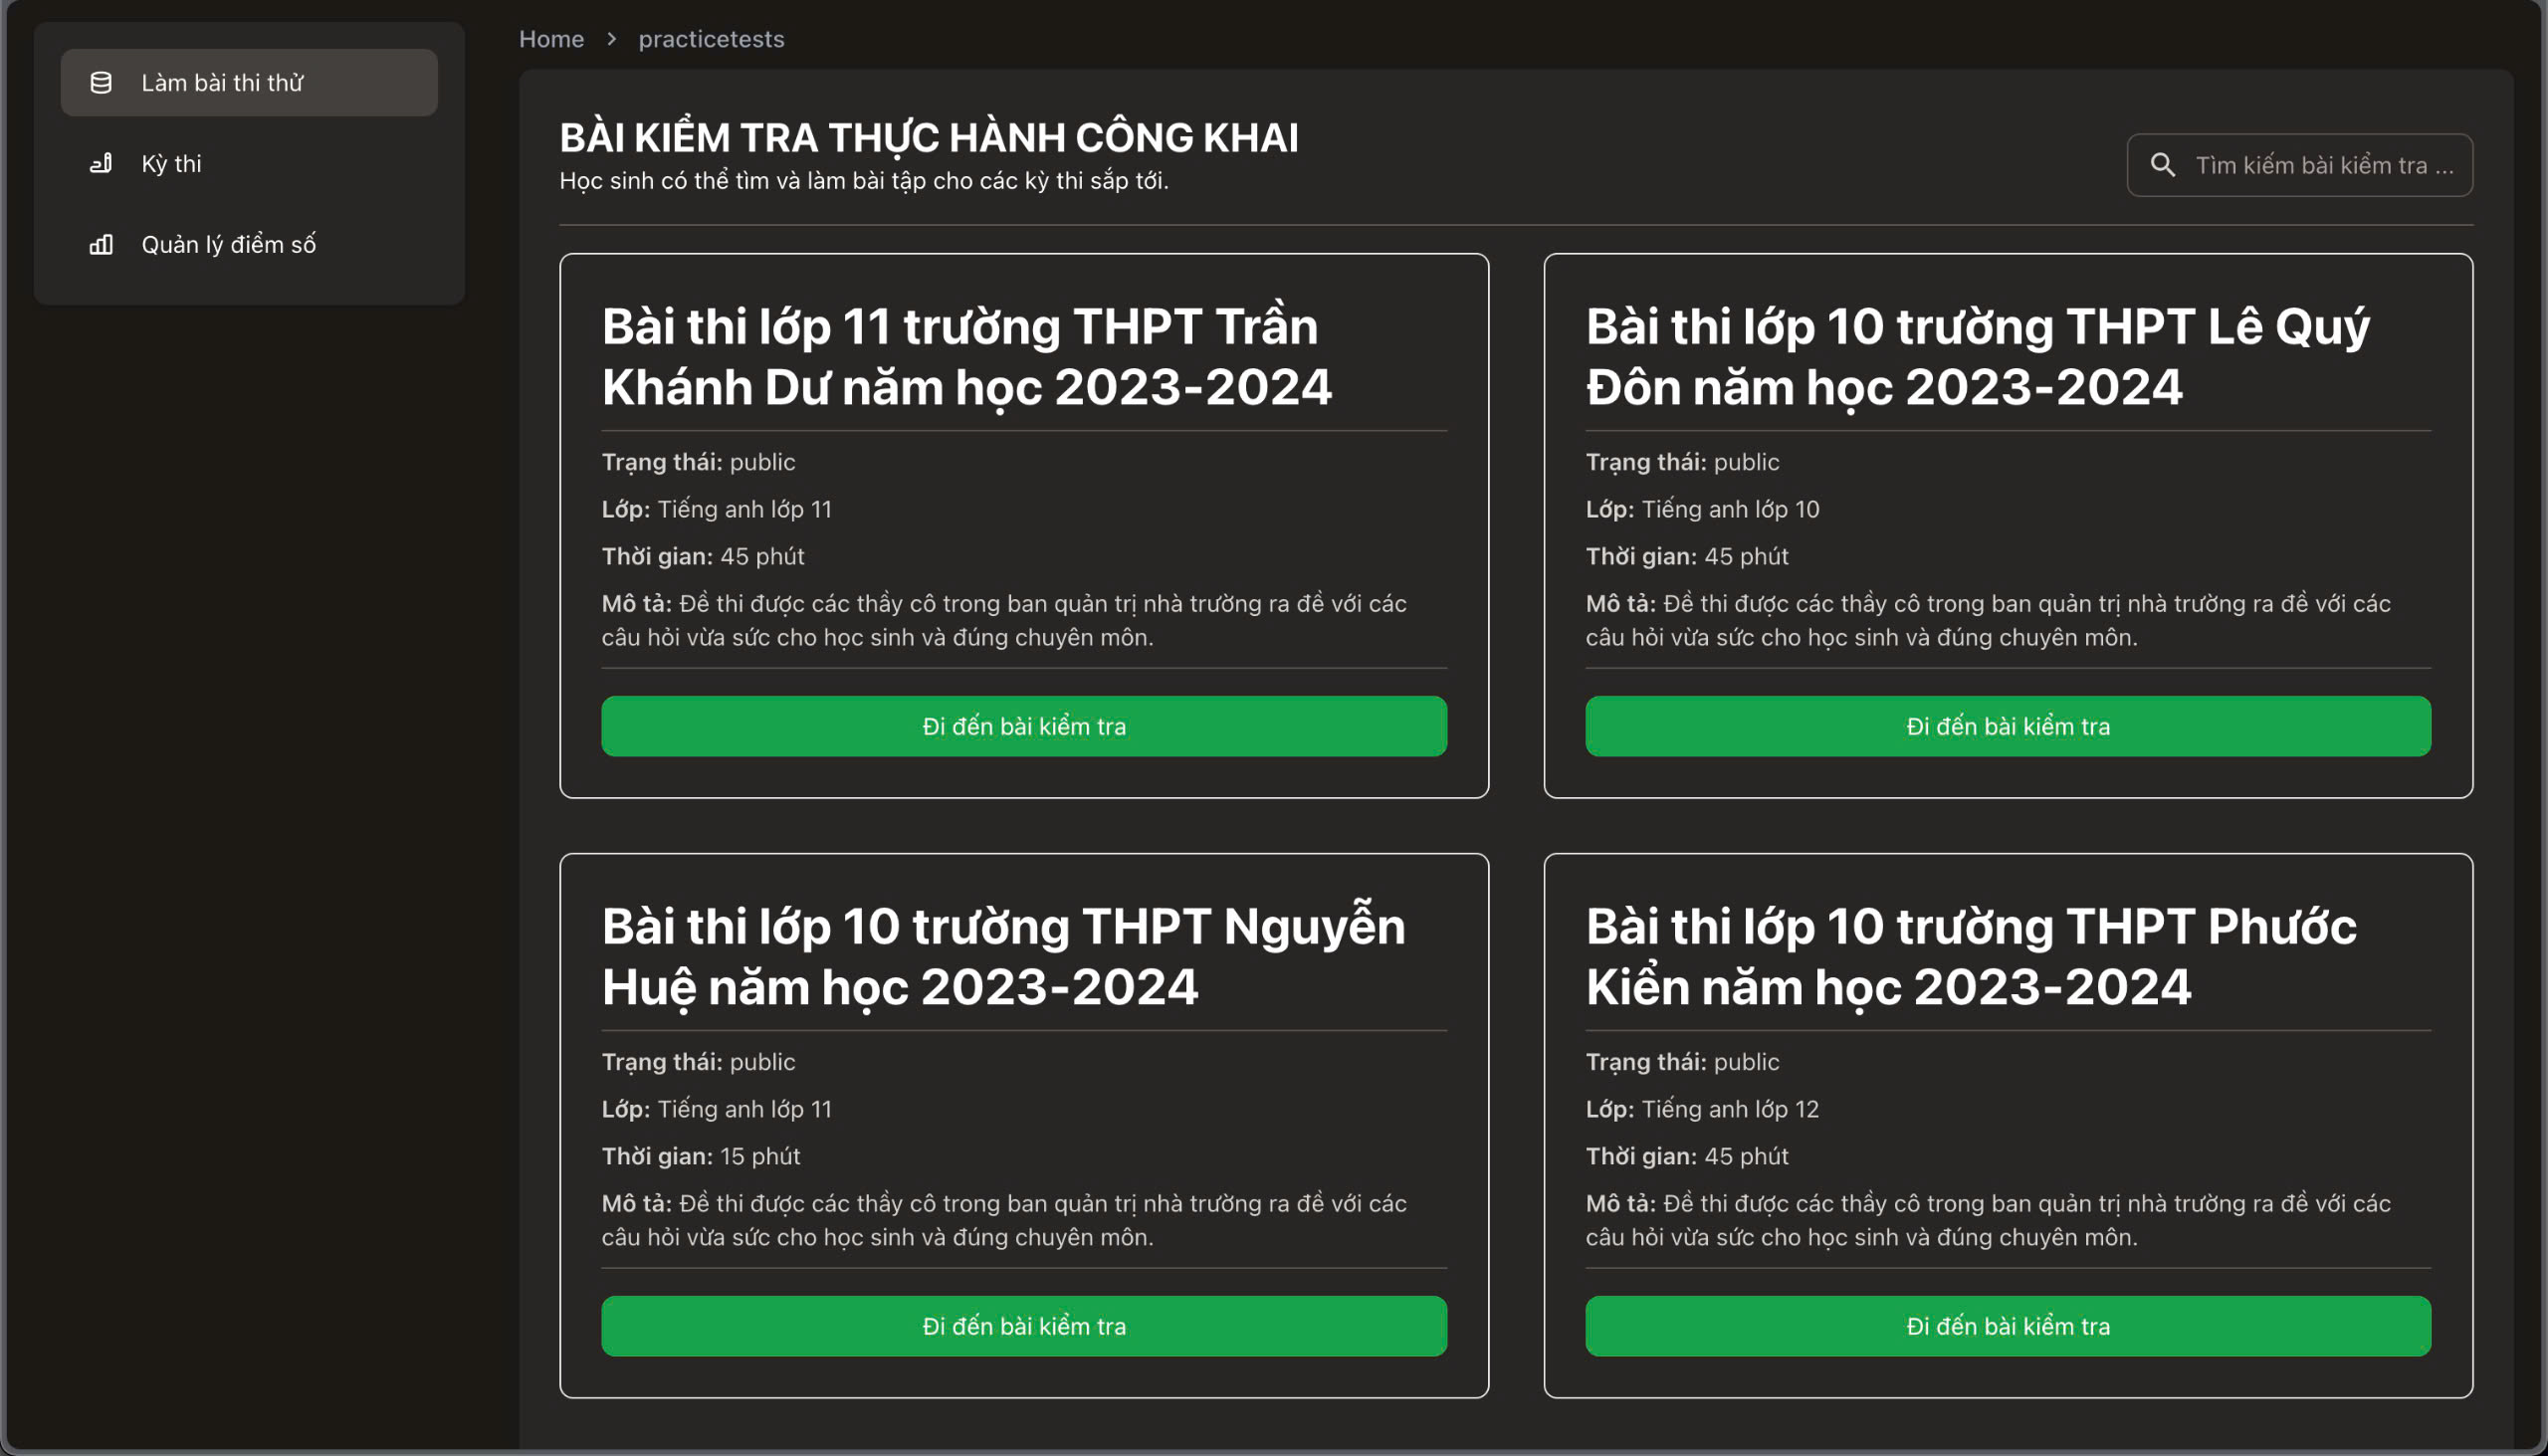 Làm bài thi thử
Kỳ thi
Quản lý điểm số
Home > practicetests
BÀI KIỂM TRA THỰC HÀNH CÔNG KHAI
Học sinh có thể tìm và làm bài tập cho các kỳ thi sắp tới.
Tìm kiếm bài kiểm tra ...
Bài thi lớp 11 trường THPT Trần
Khánh Dư năm học 2023-2024
Trạng thái: public
Lớp: Tiếng anh lớp 11
Thời gian: 45 phút
Mô tả: Đề thi được các thầy cô trong ban quản trị nhà trường ra đề với các
câu hỏi vừa sức cho học sinh và đúng chuyên môn.
Đi đến bài kiểm tra
Bài thi lớp 10 trường THPT Lê Quý
Đôn năm học 2023-2024
Trạng thái: public
Lớp: Tiếng anh lớp 10
Thời gian: 45 phút
Mô tả: Đề thi được các thầy cô trong ban quản trị nhà trường ra đề với các
câu hỏi vừa sức cho học sinh và đúng chuyên môn.
Đi đến bài kiểm tra
Bài thi lớp 10 trường THPT Nguyễn
Huệ năm học 2023-2024
Trạng thái: public
Lớp: Tiếng anh lớp 11
Thời gian: 15 phút
Mô tả: Đề thi được các thầy cô trong ban quản trị nhà trường ra đề với các
câu hỏi vừa sức cho học sinh và đúng chuyên môn.
Đi đến bài kiểm tra
Bài thi lớp 10 trường THPT Phước
Kiển năm học 2023-2024
Trạng thái: public
Lớp: Tiếng anh lớp 12
Thời gian: 45 phút
Mô tả: Đề thi được các thầy cô trong ban quản trị nhà trường ra đề với các
câu hỏi vừa sức cho học sinh và đúng chuyên môn.
Đi đến bài kiểm tra